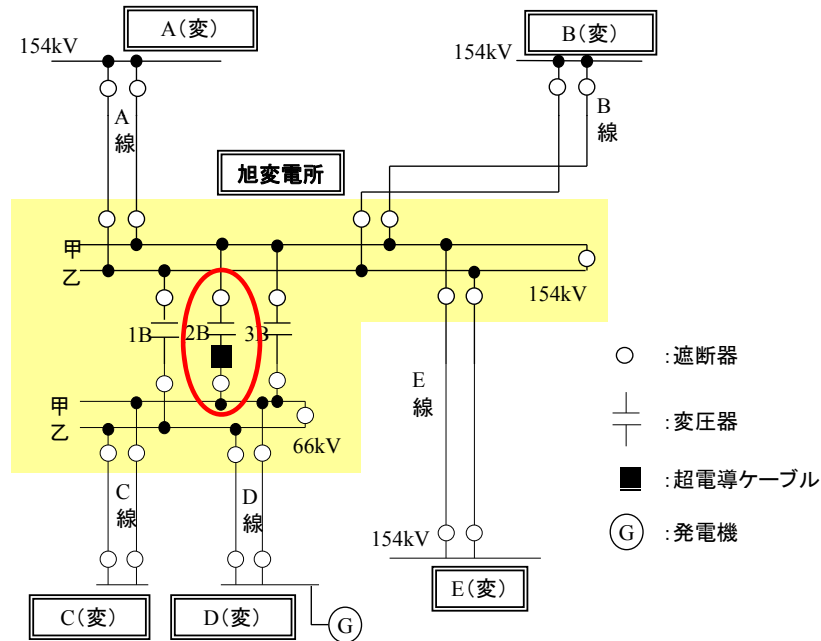 A(変)
154kV
B(変)
154kV
A
線
B
線
旭変電所
甲
乙
154kV
1B
2B
3B
甲
乙
66kV
E
線
C
線
D
線
154kV
C(変)
D(変)
G
E(変)
:遮断器
:変圧器
:超電導ケーブル
G
:発電機